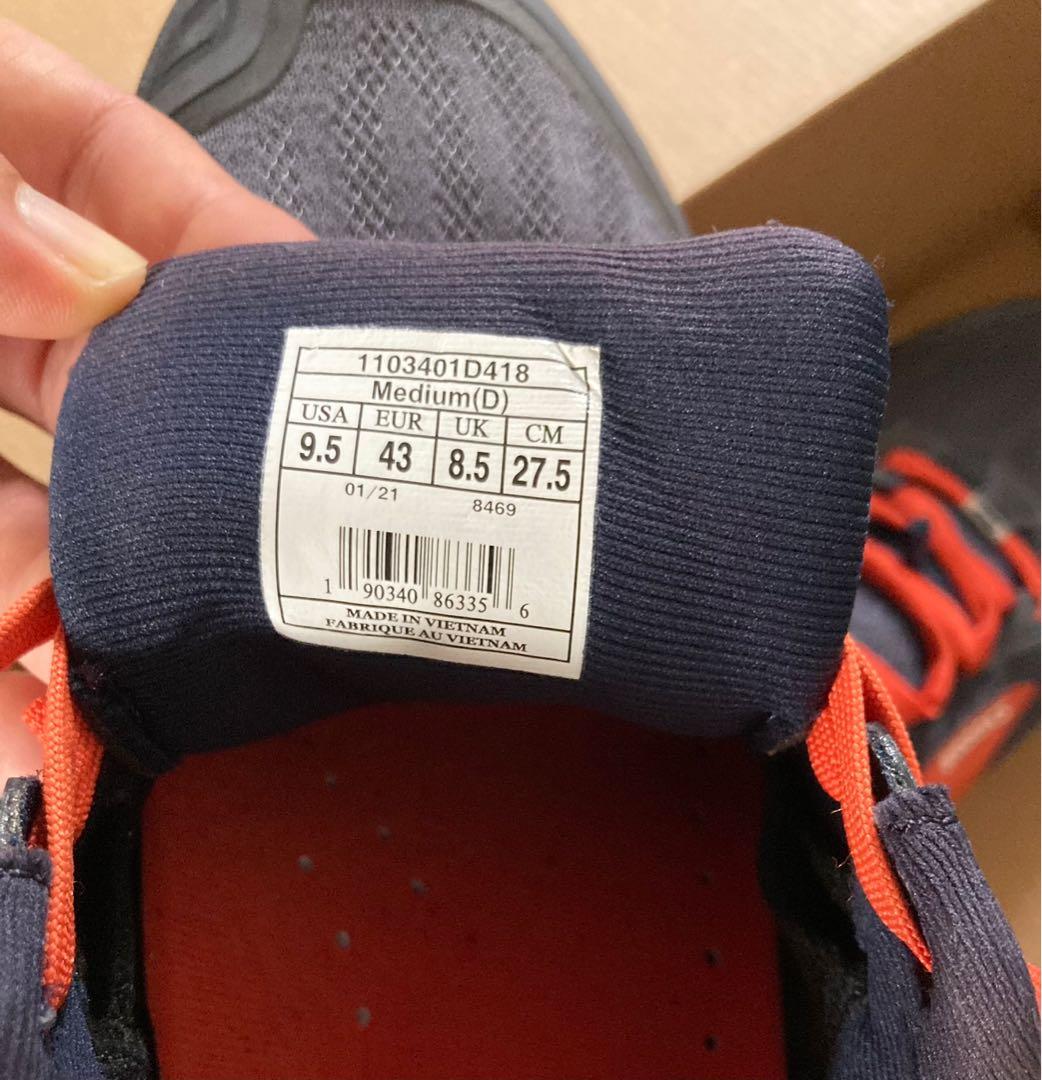 1103401D418
Medium(D)
USA EUR UK CM
9.5 43 8.5 27.5
01/21 8469
1 90340 86335 6
MADE IN VIETNAM
FABRIQUE AU VIETNAM